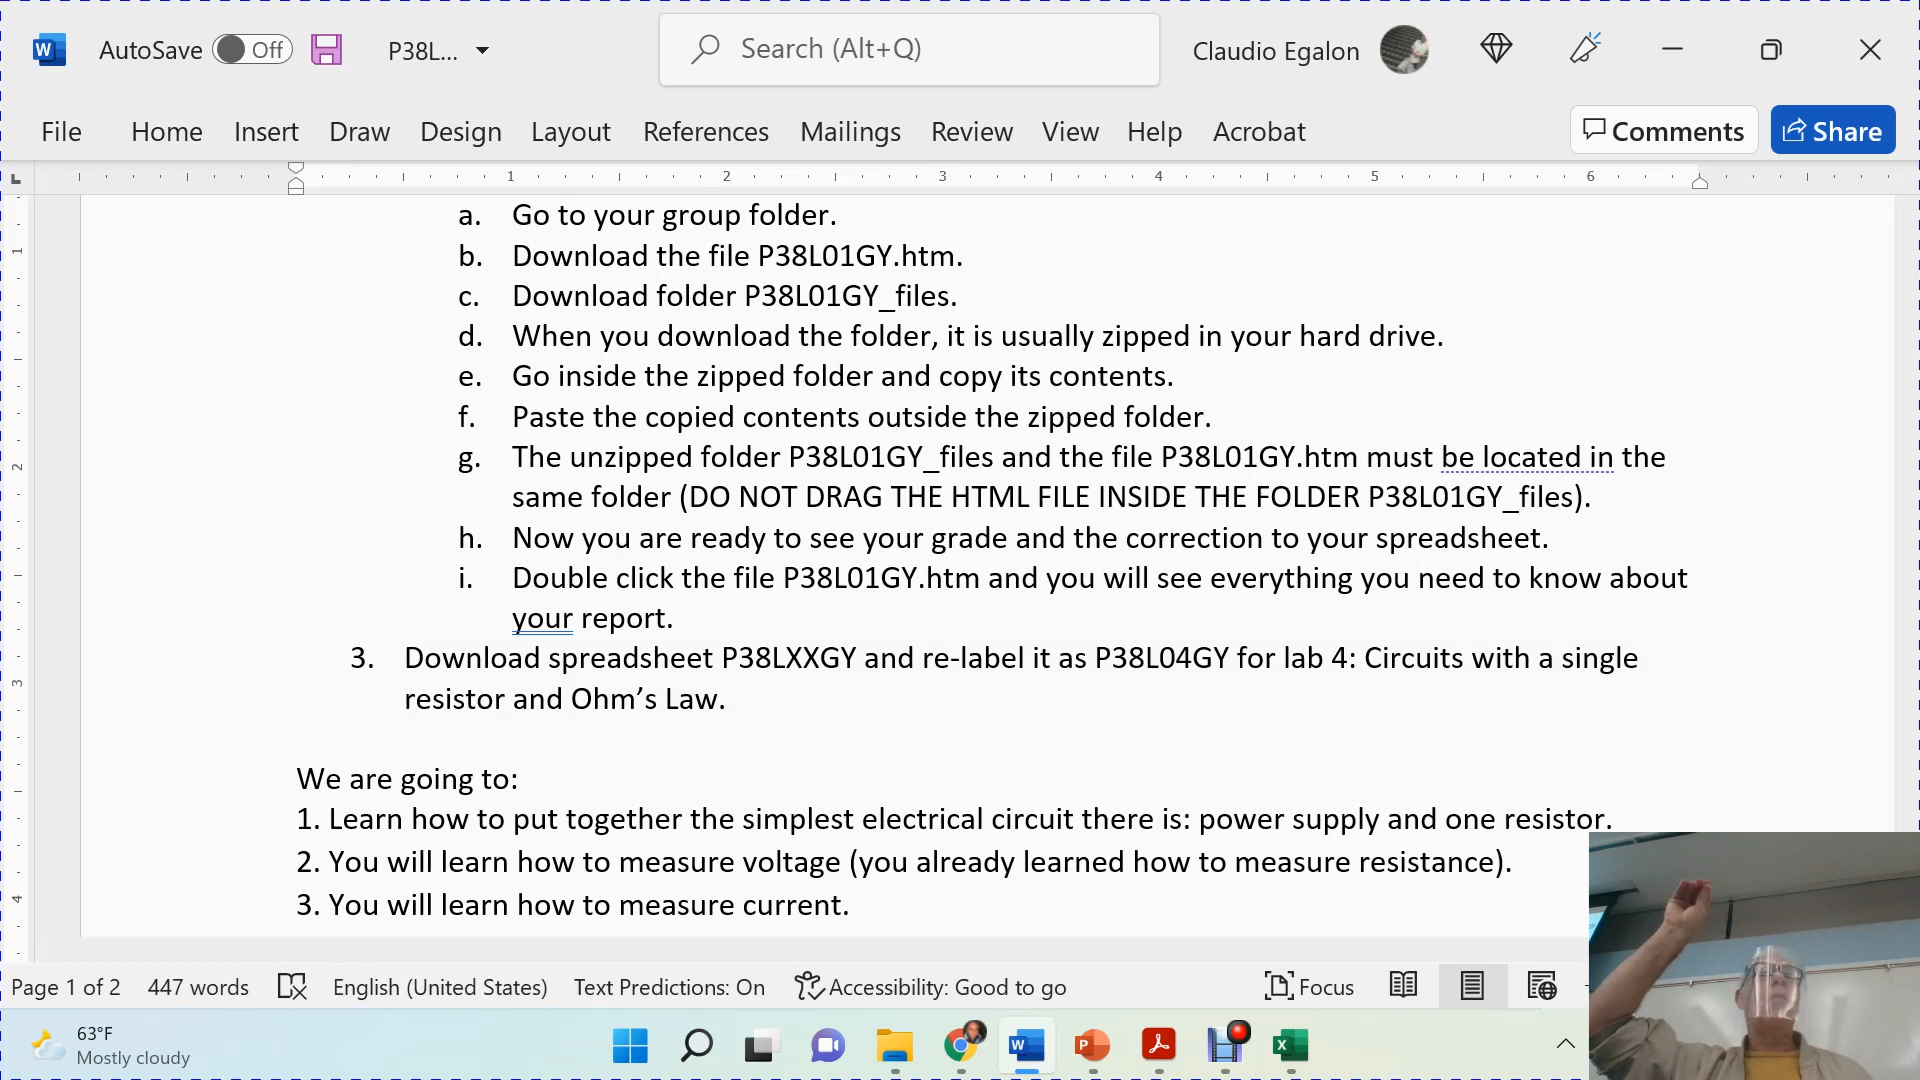 AutoSave Off P38L... Search (Alt+Q) Claudio Egalon
File Home Insert Draw Design Layout References Mailings Review View Help Acrobat Comments Share
1 2 3 4 5 6
a. Go to your group folder.
b. Download the file P38L01GY.htm.
c. Download folder P38L01GY_files.
d. When you download the folder, it is usually zipped in your hard drive.
e. Go inside the zipped folder and copy its contents.
f. Paste the copied contents outside the zipped folder.
g. The unzipped folder P38L01GY_files and the file P38L01GY.htm must be located in the
same folder (DO NOT DRAG THE HTML FILE INSIDE THE FOLDER P38L01GY_files).
h. Now you are ready to see your grade and the correction to your spreadsheet.
i. Double click the file P38L01GY.htm and you will see everything you need to know about
your report.
3. Download spreadsheet P38LXXGY and re-label it as P38L04GY for lab 4: Circuits with a single
resistor and Ohm’s Law.
We are going to:
1. Learn how to put together the simplest electrical circuit there is: power supply and one resistor.
2. You will learn how to measure voltage (you already learned how to measure resistance).
3. You will learn how to measure current.
1
2
3
4
Page 1 of 2 447 words English (United States) Text Predictions: On Accessibility: Good to go Focus
63°F
Mostly cloudy